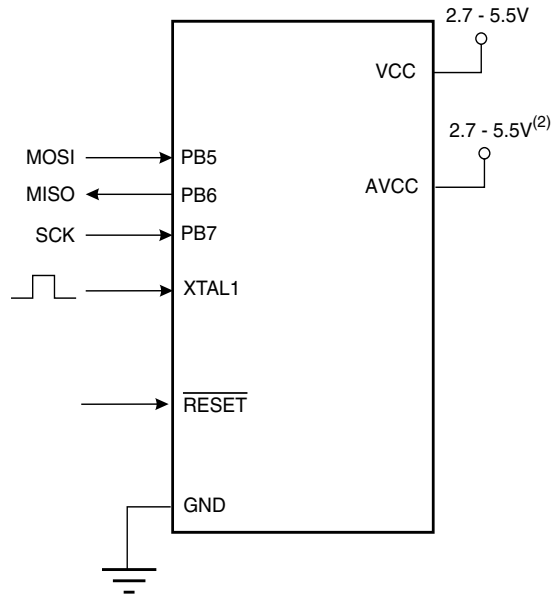 2.7 - 5.5V
VCC
2.7 - 5.5V(2)
MOSI
PB5
MISO
PB6
AVCC
SCK
PB7
XTAL1
RESET
GND